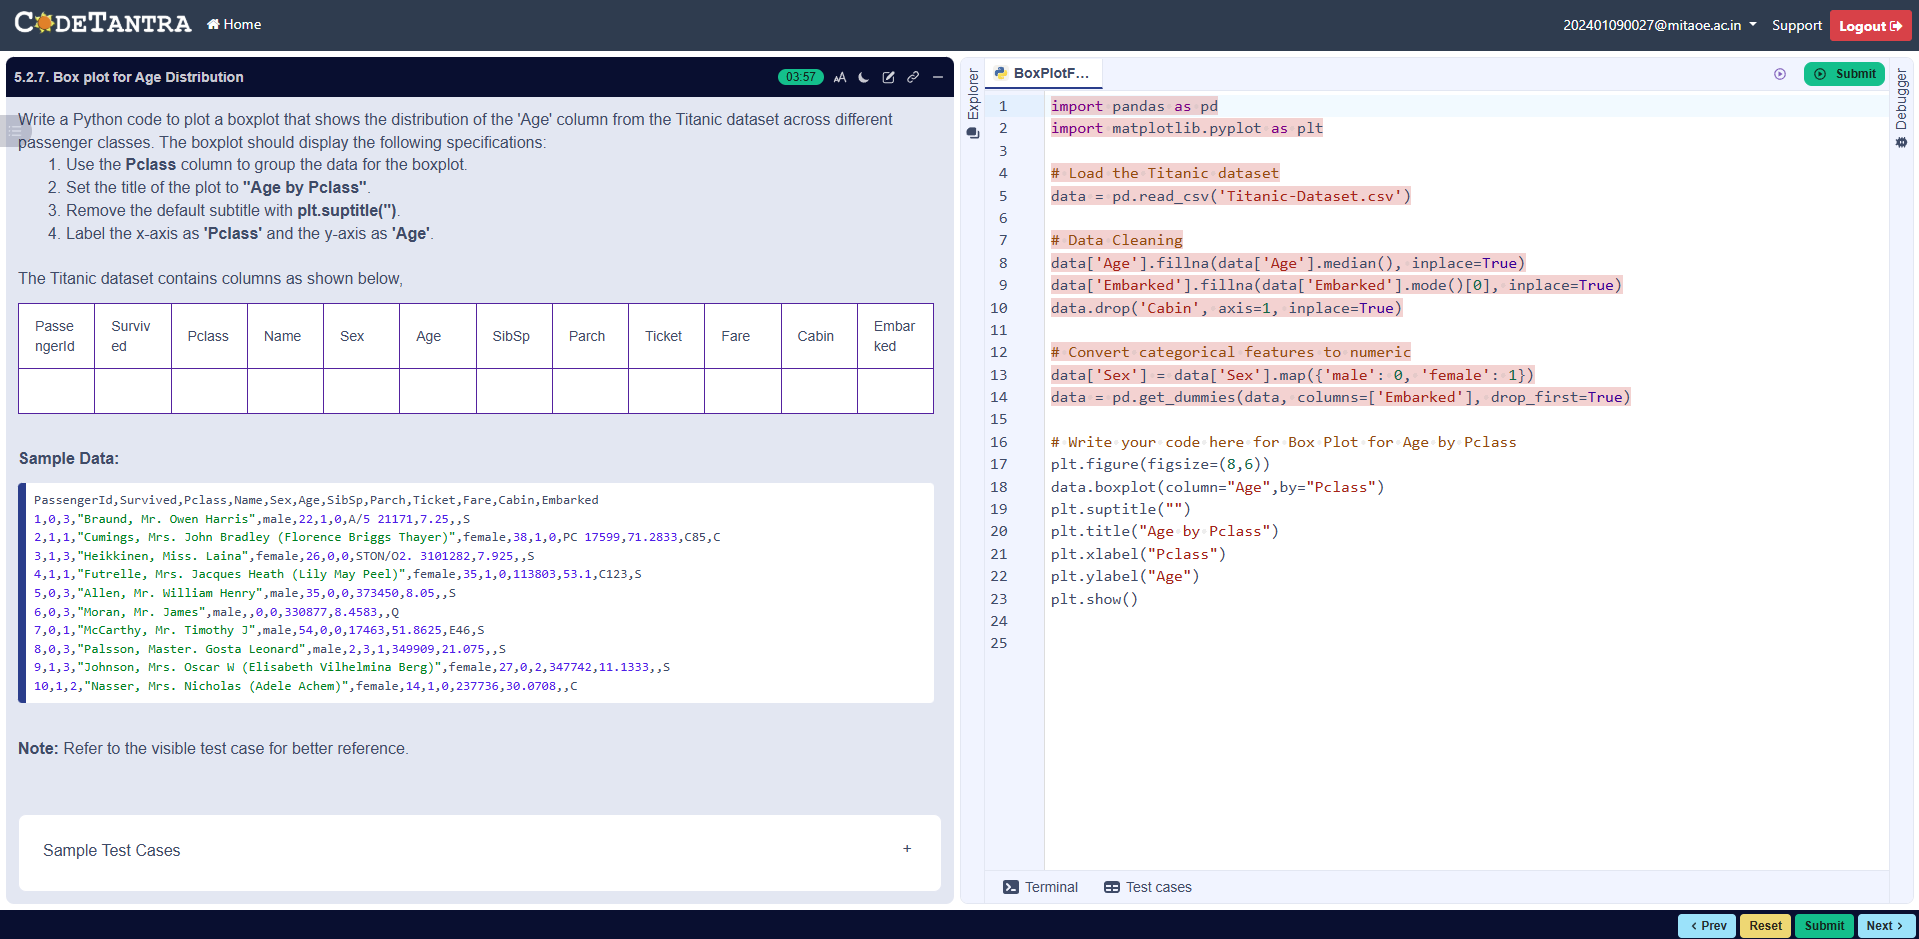 CODETANTRA
Home
202401090027@mitaoe.ac.in
Support
Logout
5.2.7. Box plot for Age Distribution
03:57
AA
Write a Python code to plot a boxplot that shows the distribution of the 'Age' column from the Titanic dataset across different
passenger classes. The boxplot should display the following specifications:
1. Use the Pclass column to group the data for the boxplot.
2. Set the title of the plot to "Age by Pclass".
3. Remove the default subtitle with plt.suptitle('').
4. Label the x-axis as 'Pclass' and the y-axis as 'Age'.
The Titanic dataset contains columns as shown below,
Passe
ngerId
Surviv
ed
Pclass
Name
Sex
Age
SibSp
Parch
Ticket
Fare
Cabin
Embar
ked
Sample Data:
PassengerId,Survived,Pclass,Name,Sex,Age,SibSp,Parch,Ticket,Fare,Cabin,Embarked
1,0,3,"Braund, Mr. Owen Harris",male,22,1,0,A/5 21171,7.25,,S
2,1,1,"Cumings, Mrs. John Bradley (Florence Briggs Thayer)",female,38,1,0,PC 17599,71.2833,C85,C
3,1,3,"Heikkinen, Miss. Laina",female,26,0,0,STON/O2. 3101282,7.925,,S
4,1,1,"Futrelle, Mrs. Jacques Heath (Lily May Peel)",female,35,1,0,113803,53.1,C123,S
5,0,3,"Allen, Mr. William Henry",male,35,0,0,373450,8.05,,S
6,0,3,"Moran, Mr. James",male,,0,0,330877,8.4583,,Q
7,0,1,"McCarthy, Mr. Timothy J",male,54,0,0,17463,51.8625,E46,S
8,0,3,"Palsson, Master. Gosta Leonard",male,2,3,1,349909,21.075,,S
9,1,3,"Johnson, Mrs. Oscar W (Elisabeth Vilhelmina Berg)",female,27,0,2,347742,11.1333,,S
10,1,2,"Nasser, Mrs. Nicholas (Adele Achem)",female,14,1,0,237736,30.0708,,C
Note: Refer to the visible test case for better reference.
Sample Test Cases
+
Explorer
BoxPlotF...
Submit
Debugger
1 import pandas as pd
2 import matplotlib.pyplot as plt
3
4 # Load the Titanic dataset
5 data = pd.read_csv('Titanic-Dataset.csv')
6
7 # Data Cleaning
8 data['Age'].fillna(data['Age'].median(), inplace=True)
9 data['Embarked'].fillna(data['Embarked'].mode()[0], inplace=True)
10 data.drop('Cabin', axis=1, inplace=True)
11
12 # Convert categorical features to numeric
13 data['Sex'] = data['Sex'].map({'male': 0, 'female': 1})
14 data = pd.get_dummies(data, columns=['Embarked'], drop_first=True)
15
16 # Write your code here for Box Plot for Age by Pclass
17 plt.figure(figsize=(8,6))
18 data.boxplot(column="Age",by="Pclass")
19 plt.suptitle("")
20 plt.title("Age by Pclass")
21 plt.xlabel("Pclass")
22 plt.ylabel("Age")
23 plt.show()
24
25
Terminal
Test cases
< Prev
Reset
Submit
Next >